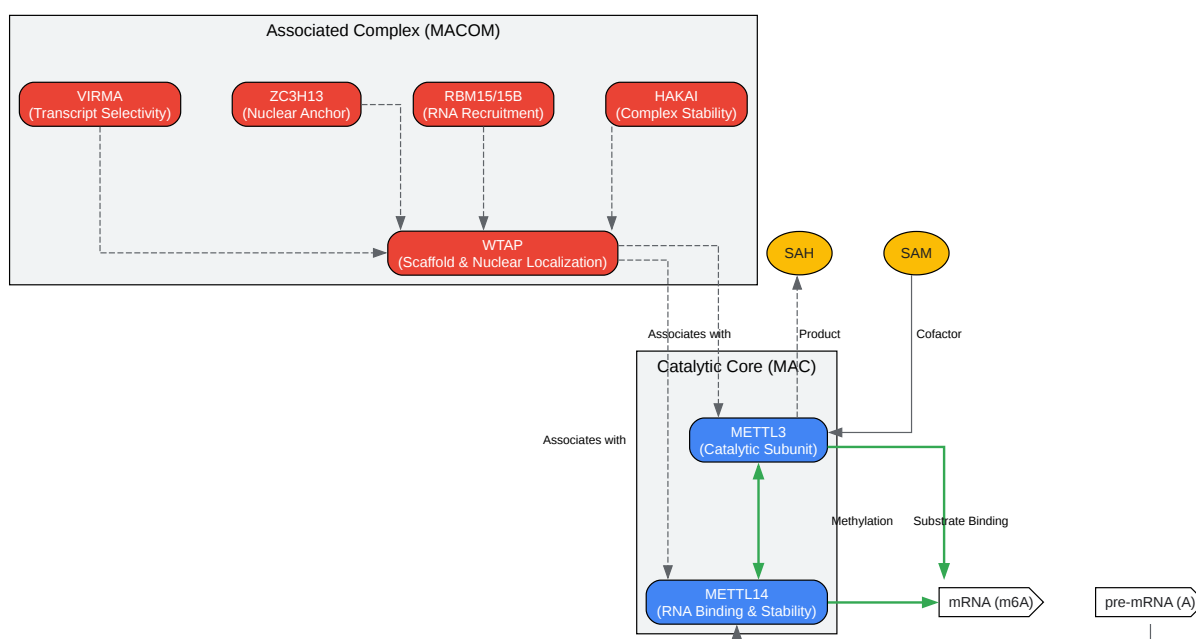 Associated Complex (MACOM)
VIRMA
(Transcript Selectivity)
ZC3H13
(Nuclear Anchor)
RBM15/15B
(RNA Recruitment)
HAKAI
(Complex Stability)
WTAP
(Scaffold & Nuclear Localization)
SAH
SAM
Associates with
Product
Cofactor
Catalytic Core (MAC)
METTL3
(Catalytic Subunit)
Associates with
Methylation
Substrate Binding
METTL14
(RNA Binding & Stability)
mRNA (m6A)
pre-mRNA (A)